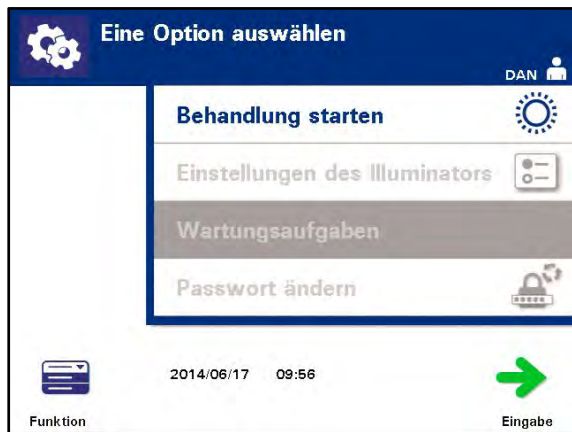 Eine Option auswählen
DAN
Behandlung starten
Einstellungen des Illuminators
Wartungsaufgaben
Passwort ändern
2014/06/17 09:56
Funktion
Eingabe